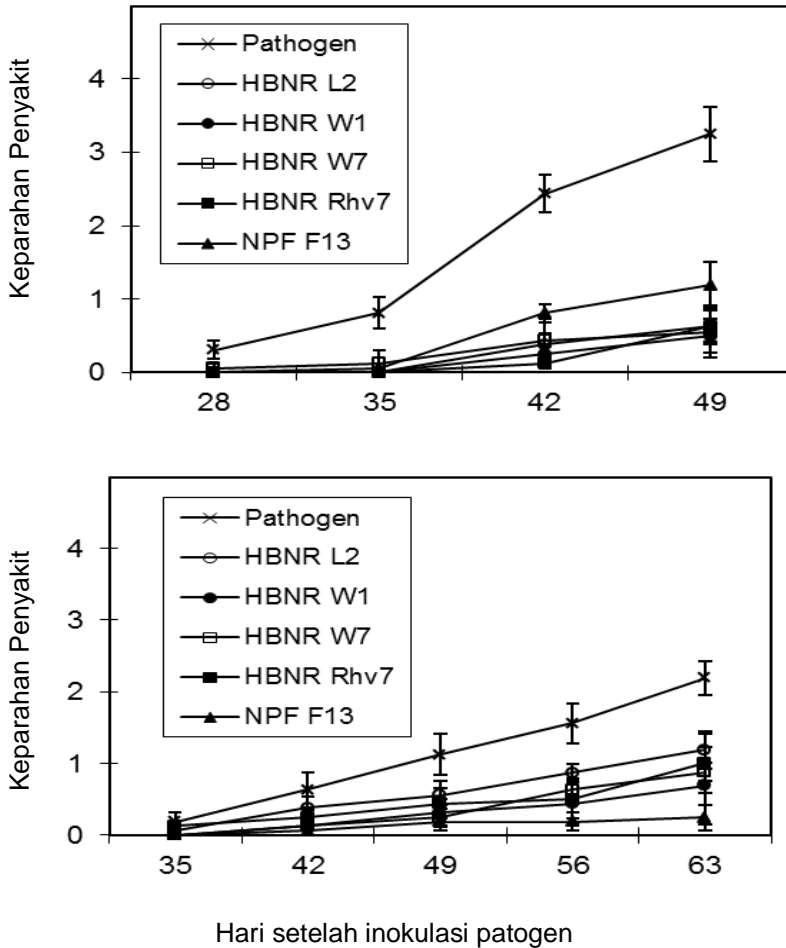 Keparahan Penyakit
4
3
2
1
0
Pathogen
HBNR L2
HBNR W1
HBNR W7
HBNR Rhv7
NPF F13
28 35 42 49
Keparahan Penyakit
4
3
2
1
0
Pathogen
HBNR L2
HBNR W1
HBNR W7
HBNR Rhv7
NPF F13
35 42 49 56 63
Hari setelah inokulasi patogen